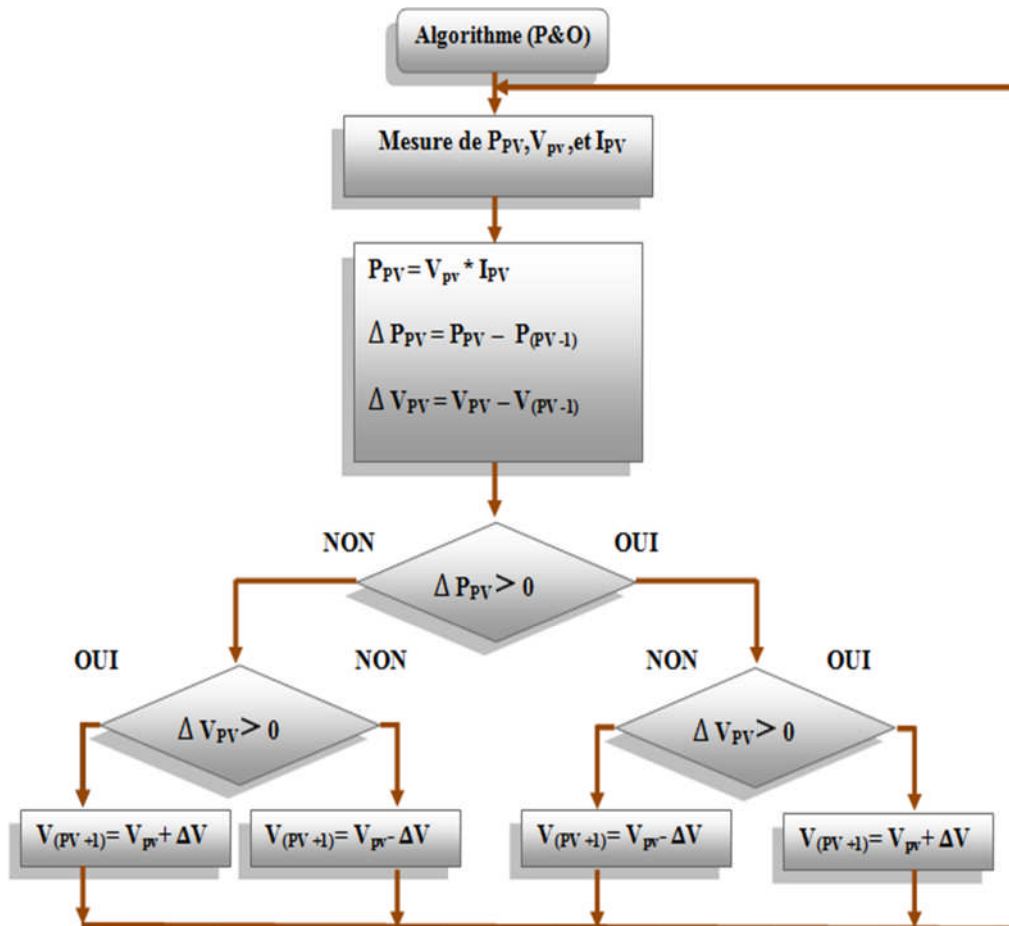 Algorithme (P&O)
Mesure de PPV,Vpv ,et IPV
PPV = Vpv * IPV
Δ PPV = PPV – P(PV-1)
Δ VPV = VPV – V(PV-1)
NON
OUI
Δ PPV > 0
OUI
NON
NON
OUI
Δ VPV > 0
Δ VPV > 0
V(PV +1)= Vpv + ΔV
V(PV +1)= Vpv - ΔV
V(PV +1)= Vpv - ΔV
V(PV +1)= Vpv + ΔV